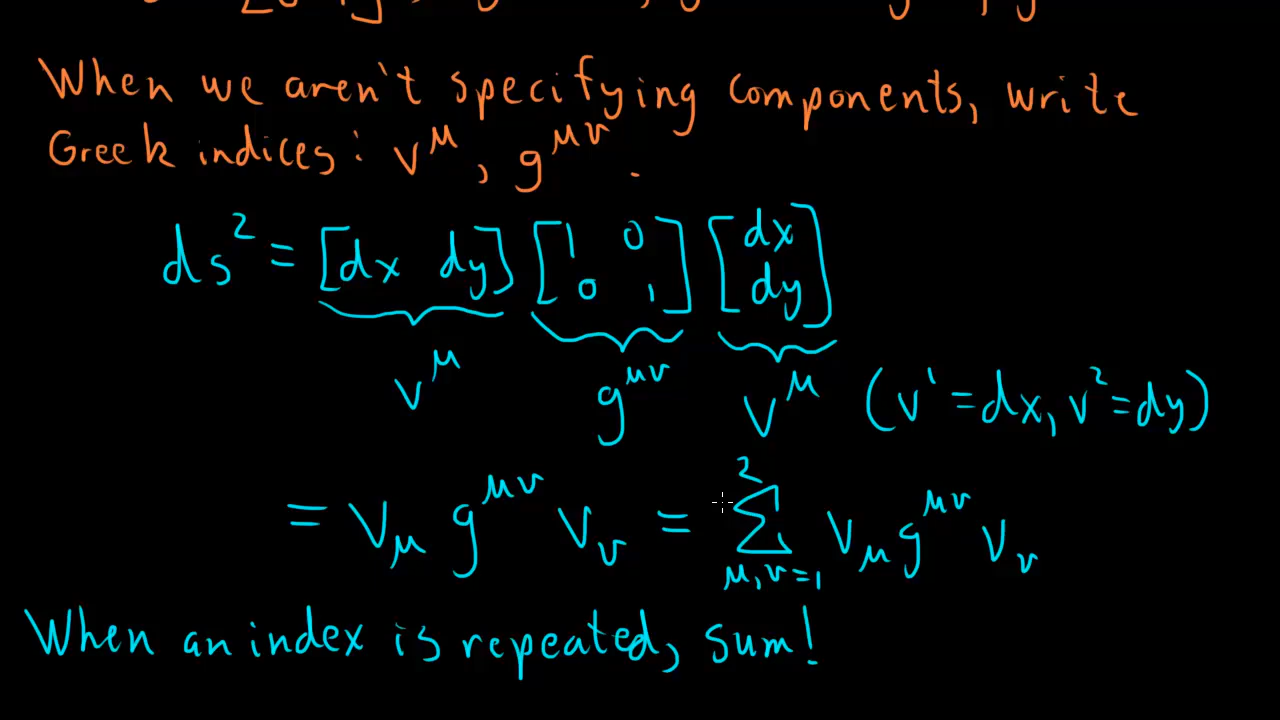 When we aren't specifying components, write
Greek indices: v^μ, g^μν.
ds² = [dx dy] [1 0; 0 1] [dx; dy]
v^μ g^μν v^μ (v¹=dx, v²=dy)
= v_μ g^μν v_ν = Σ_{μ,ν=1}^{2} v_μ g^μν v_ν
When an index is repeated, sum!